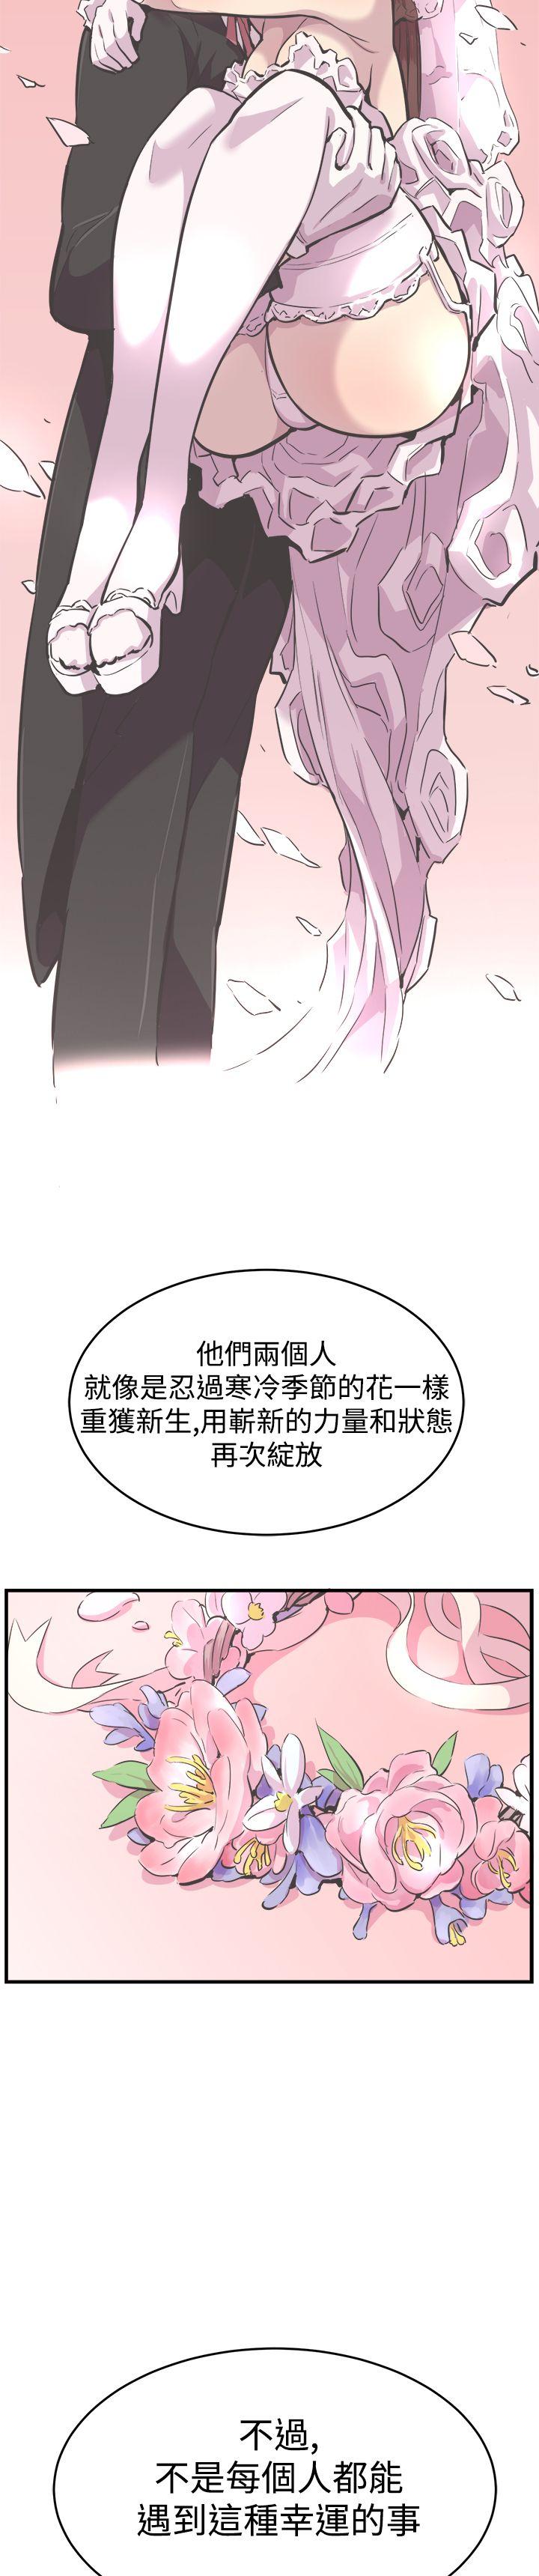 他們兩個人
就像是忍過寒冷季節的花一樣
重獲新生,用嶄新的力量和狀態
再次綻放
不過,
不是每個人都能
遇到這種幸運的事